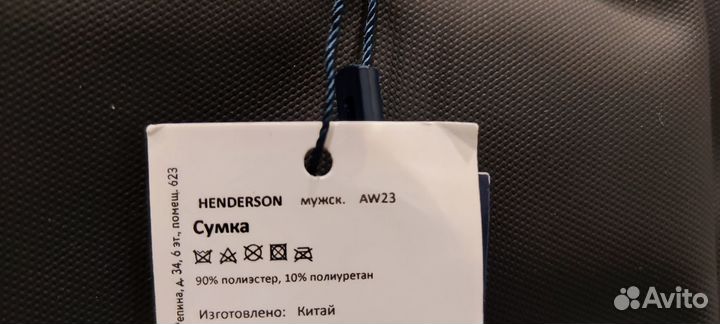 HENDERSON мужск. AW23
Сумка
90% полиэстер, 10% полиуретан
Изготовлено: Китай
Репина, д. 34, 6 эт., помещ. 623
Avito